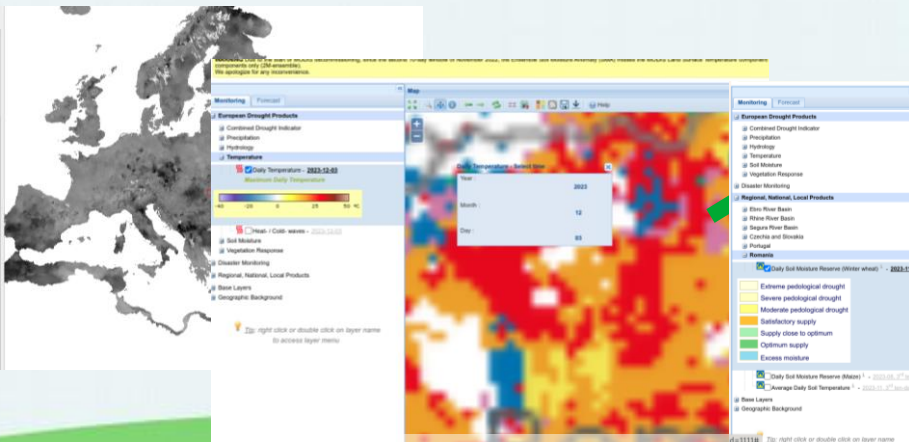 components only (ZM-ensemble).
We apologize for any inconvenience.
Monitoring
Forecast
European Drought Products
Combined Drought Indicator
Precipitation
Hydrology
Temperature
Daily Temperature - 2023-12-03
Maximum Daily Temperature
-40 -20 0 25 50 ºC
Heat- / Cold- waves - 2023-12-03
Soil Moisture
Vegetation Response
Disaster Monitoring
Regional, National, Local Products
Base Layers
Geographic Background
Tip: right click or double click on layer name
to access layer menu
Map
Help
Daily Temperature - Select time
Year :
2023
Month :
12
Day :
03
Monitoring
Forecast
European Drought Products
Combined Drought Indicator
Precipitation
Hydrology
Temperature
Soil Moisture
Vegetation Response
Disaster Monitoring
Regional, National, Local Products
Ebro River Basin
Rhine River Basin
Segura River Basin
Czechia and Slovakia
Portugal
Romania
Daily Soil Moisture Reserve (Winter wheat)
Extreme pedological drought
Severe pedological drought
Moderate pedological drought
Satisfactory supply
Supply close to optimum
Optimum supply
Excess moisture
Daily Soil Moisture Reserve (Maize)
Average Daily Soil Temperature
Base Layers
Geographic Background
Tip: right click or double click on layer name